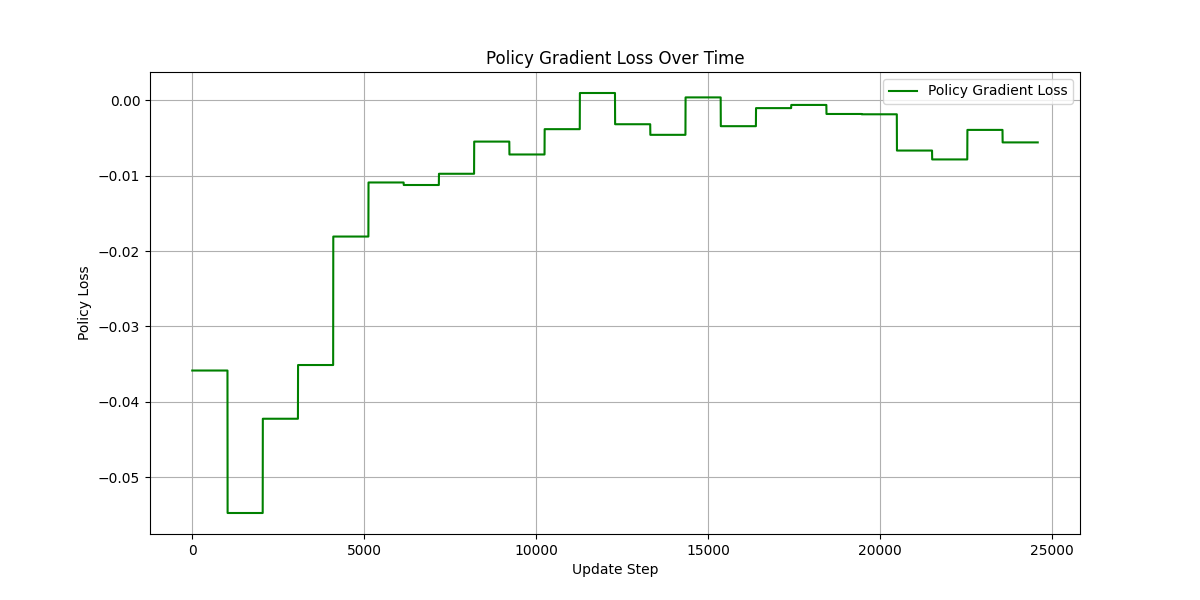 Policy Gradient Loss Over Time
Policy Gradient Loss
0.00
−0.01
−0.02
−0.03
−0.04
−0.05
Policy Loss
0 5000 10000 15000 20000 25000
Update Step